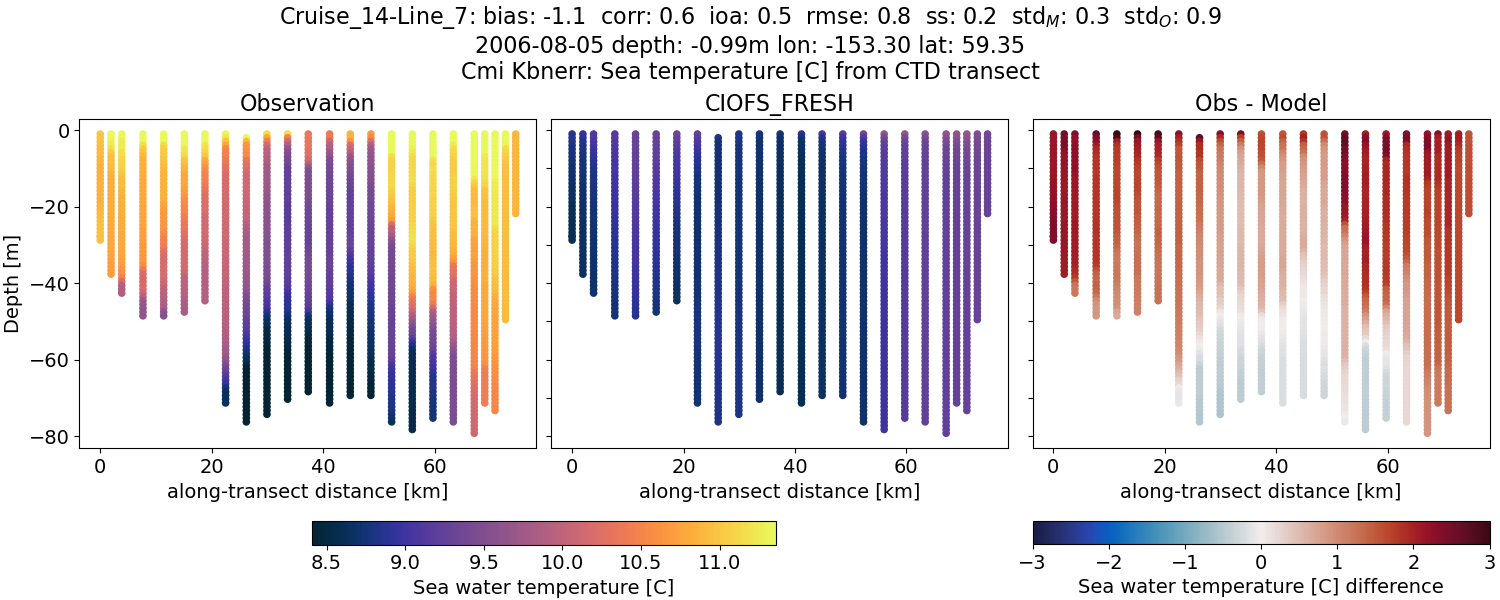 Cruise_14-Line_7: bias: -1.1  corr: 0.6  ioa: 0.5  rmse: 0.8  ss: 0.2  std_M: 0.3  std_O: 0.9
2006-08-05 depth: -0.99m lon: -153.30 lat: 59.35
Cmi Kbnerr: Sea temperature [C] from CTD transect
Observation
CIOFS_FRESH
Obs - Model
Depth [m]
0
−20
−40
−60
−80
0 20 40 60
0 20 40 60
0 20 40 60
along-transect distance [km]
along-transect distance [km]
along-transect distance [km]
8.5 9.0 9.5 10.0 10.5 11.0
Sea water temperature [C]
−3 −2 −1 0 1 2 3
Sea water temperature [C] difference